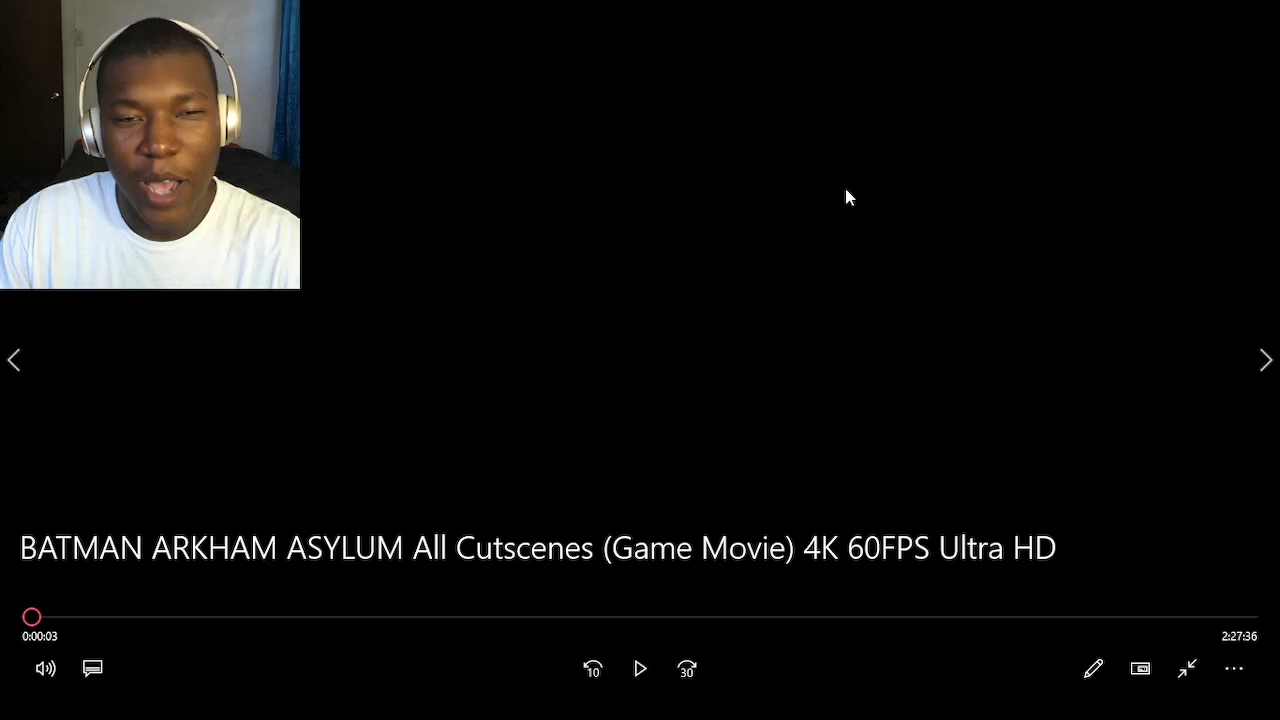 BATMAN ARKHAM ASYLUM All Cutscenes (Game Movie) 4K 60FPS Ultra HD
0:00:03
2:27:36
10
30